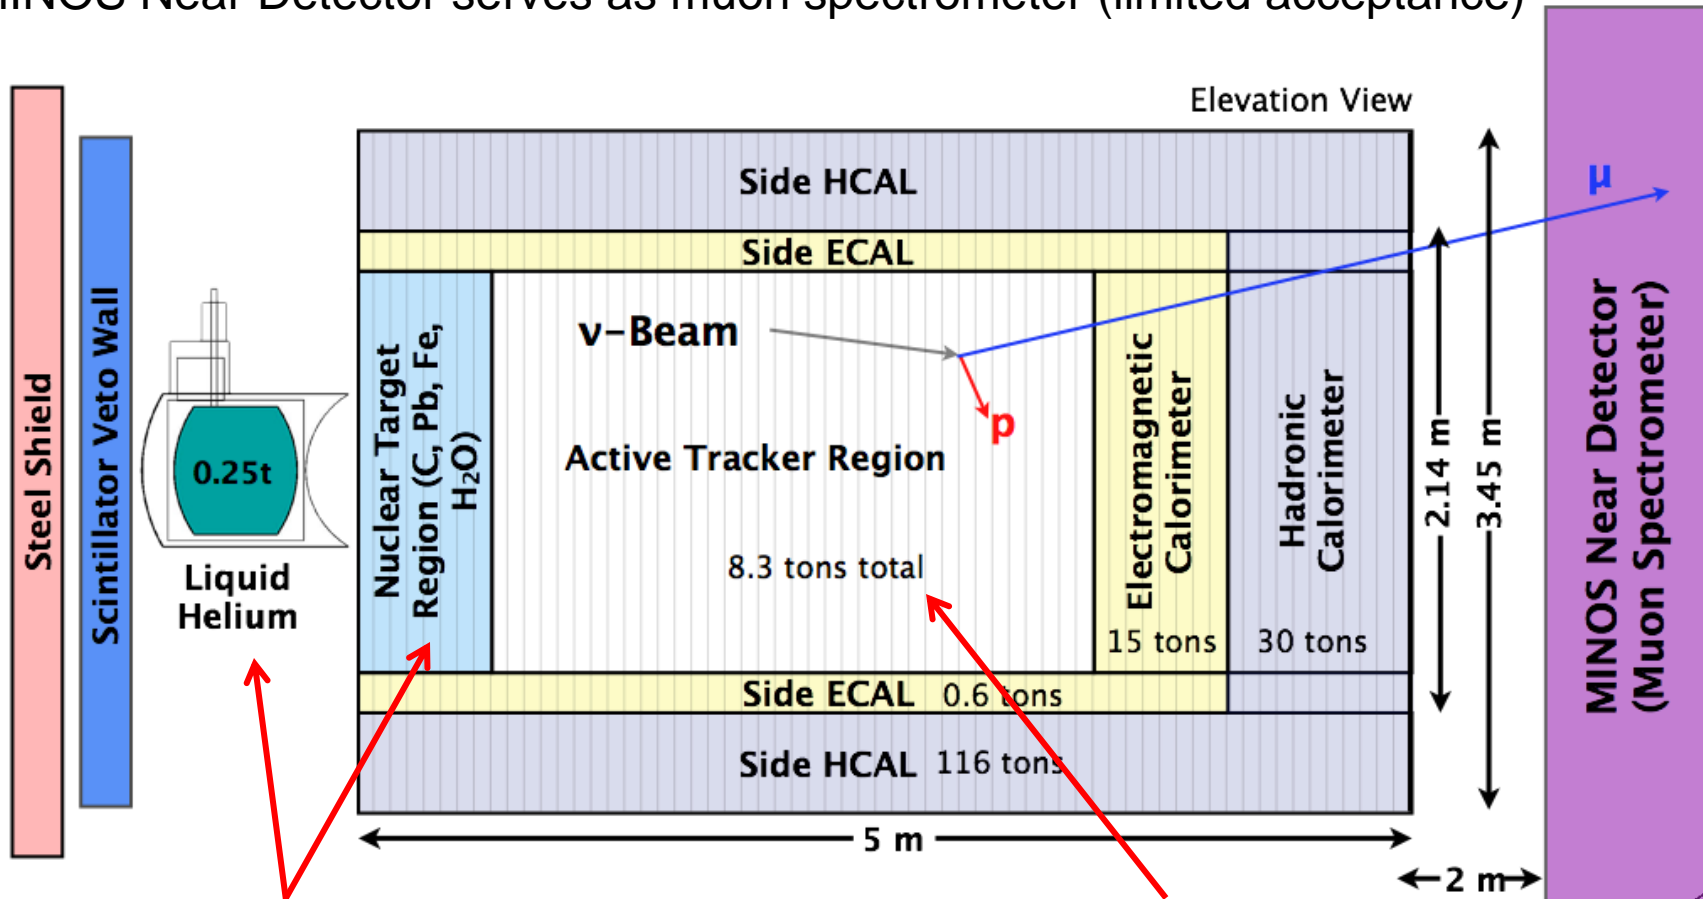 MINOS Near Detector serves as muon spectrometer (limited acceptance)
Elevation View
Steel Shield
Scintillator Veto Wall
0.25t
Liquid
Helium
Side HCAL
Side ECAL
Nuclear Target
Region (C, Pb, Fe,
H₂O)
ν-Beam
p
μ
Active Tracker Region
8.3 tons total
Electromagnetic
Calorimeter
15 tons
Hadronic
Calorimeter
30 tons
Side ECAL 0.6 tons
Side HCAL 116 tons
5 m
2.14 m
3.45 m
2 m
MINOS Near Detector
(Muon Spectrometer)